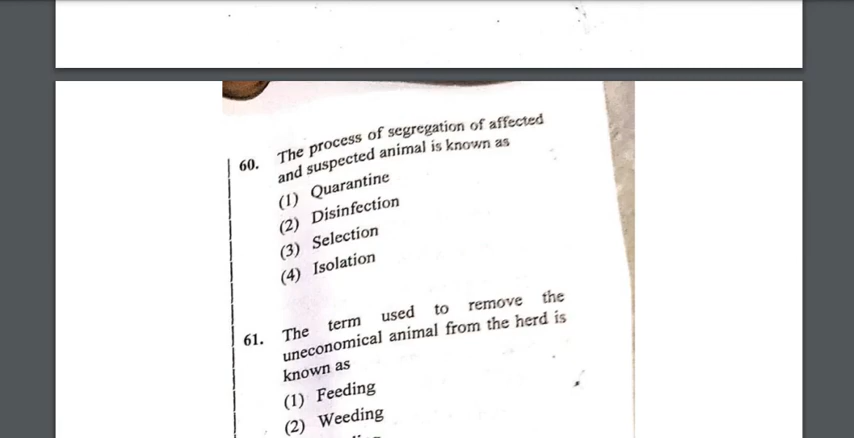 60. The process of segregation of affected
and suspected animal is known as
(1) Quarantine
(2) Disinfection
(3) Selection
(4) Isolation
61. The term used to remove the
uneconomical animal from the herd is
known as
(1) Feeding
(2) Weeding